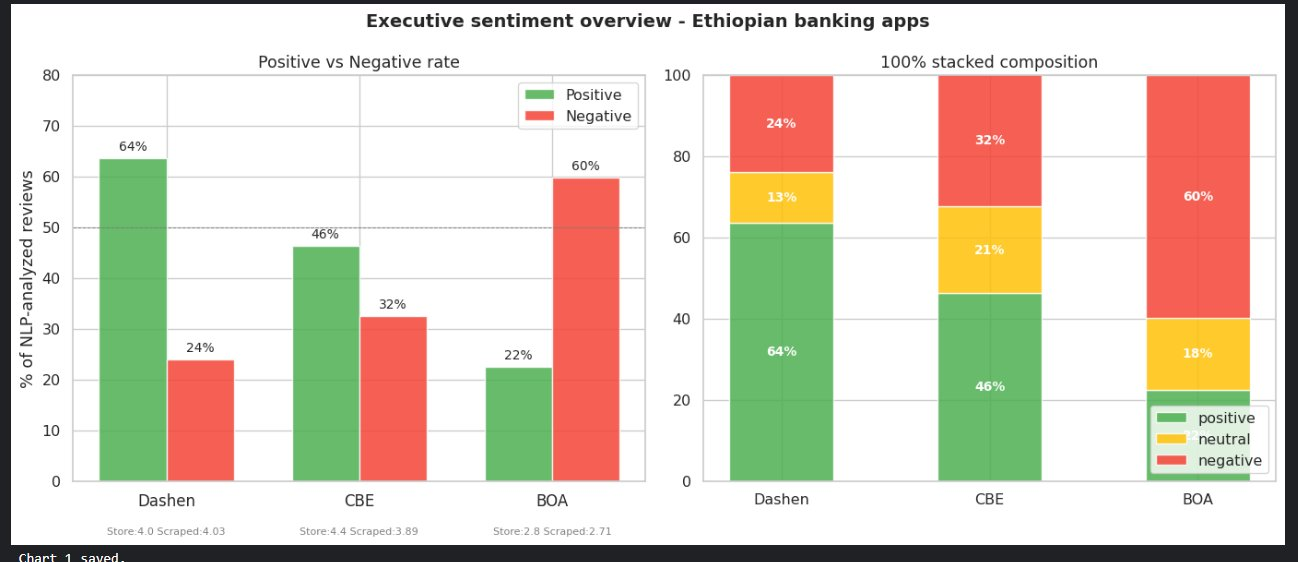 Executive sentiment overview - Ethiopian banking apps
Positive vs Negative rate
% of NLP-analyzed reviews
80
70
60
50
40
30
20
10
0
Positive
Negative
64%
24%
46%
32%
22%
60%
Dashen
CBE
BOA
Store:4.0 Scraped:4.03
Store:4.4 Scraped:3.89
Store:2.8 Scraped:2.71
100% stacked composition
100
80
60
40
20
0
24%
13%
64%
32%
21%
46%
60%
18%
22%
positive
neutral
negative
Dashen
CBE
BOA
Chart 1 saved.